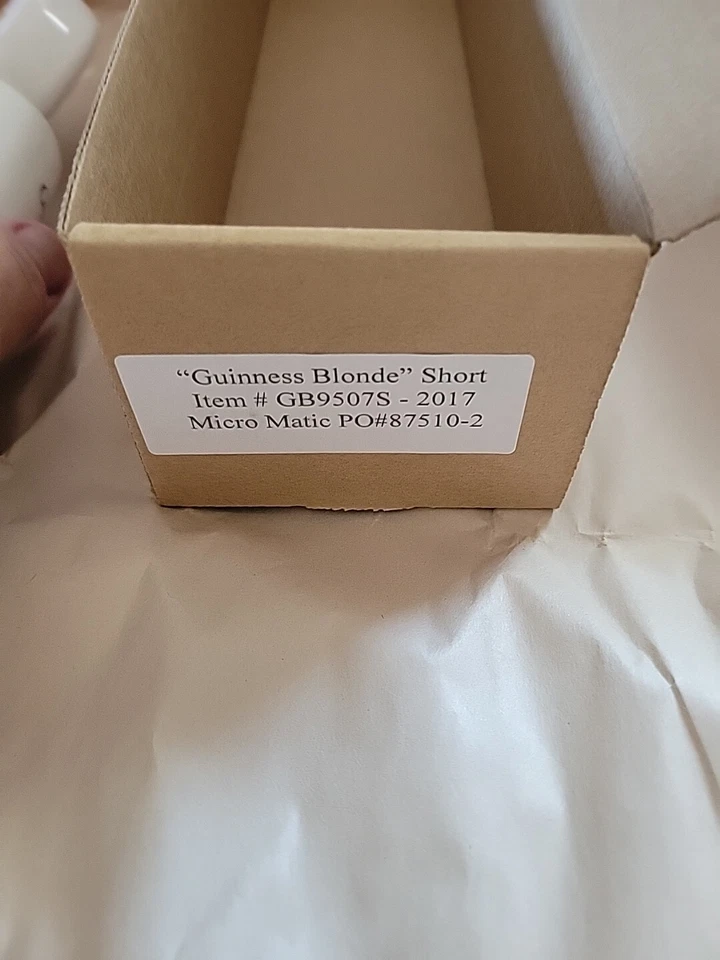 “Guinness Blonde” Short
Item # GB9507S - 2017
Micro Matic PO#87510-2